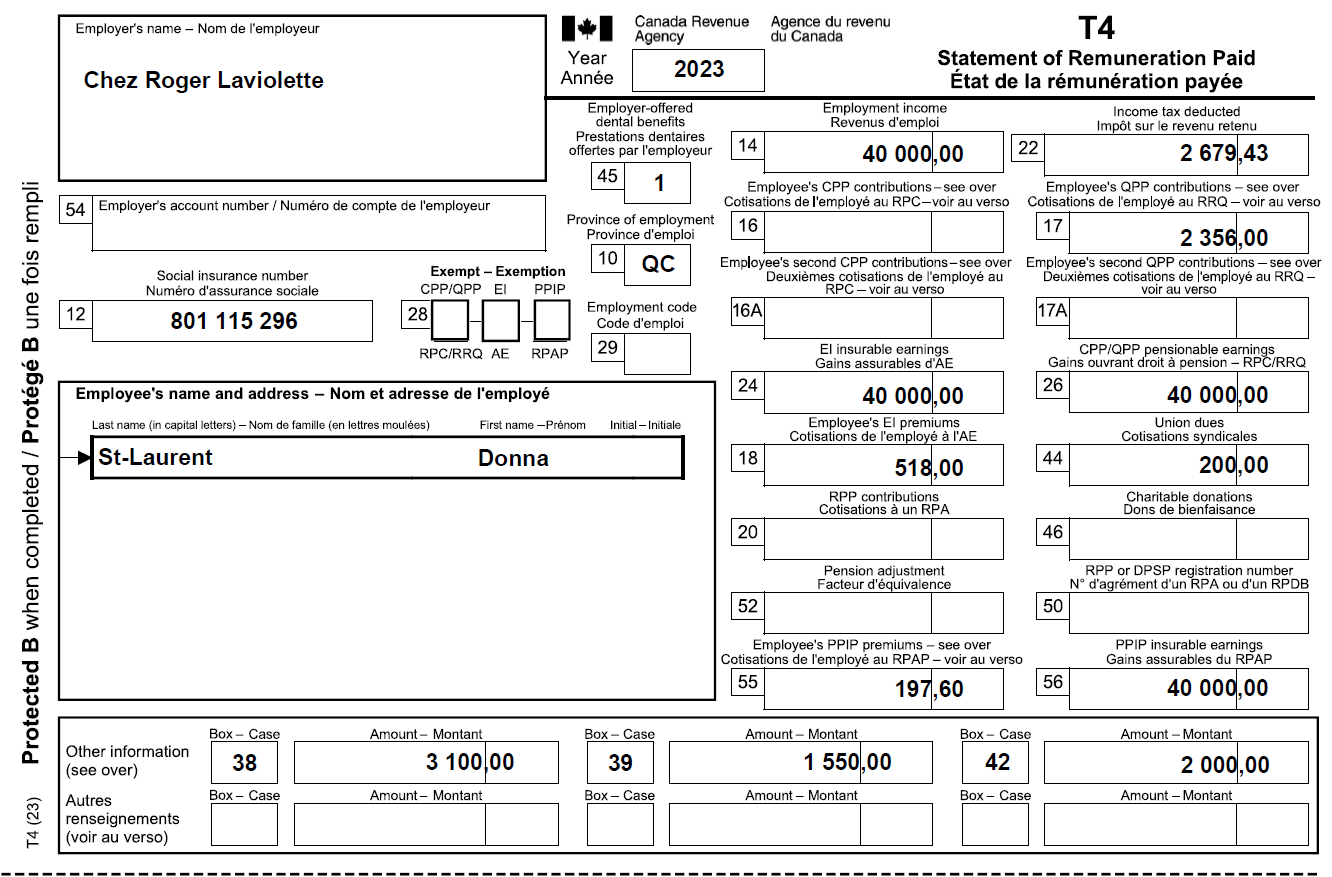 Employer's name – Nom de l'employeur
Chez Roger Laviolette
Canada Revenue Agency
Agence du revenu du Canada
Year
Année
2023
T4
Statement of Remuneration Paid
État de la rémunération payée
Employer-offered dental benefits
Prestations dentaires offertes par l'employeur
45 1
Employment income
Revenus d'emploi
14 40 000,00
Income tax deducted
Impôt sur le revenu retenu
22 2 679,43
54 Employer's account number / Numéro de compte de l'employeur
Province of employment
Province d'emploi
10 QC
Employee's CPP contributions – see over
Cotisations de l'employé au RPC – voir au verso
16
Employee's QPP contributions – see over
Cotisations de l'employé au RRQ – voir au verso
17 2 356,00
Social insurance number
Numéro d'assurance sociale
12 801 115 296
Exempt – Exemption
CPP/QPP EI PPIP
28
RPC/RRQ AE RPAP
Employment code
Code d'emploi
29
Employee's second CPP contributions – see over
Deuxièmes cotisations de l'employé au
RPC – voir au verso
16A
Employee's second QPP contributions – see over
Deuxièmes cotisations de l'employé au RRQ –
voir au verso
17A
Employee's name and address – Nom et adresse de l'employé
Last name (in capital letters) – Nom de famille (en lettres moulées) First name – Prénom Initial – Initiale
St-Laurent Donna
EI insurable earnings
Gains assurables d'AE
24 40 000,00
CPP/QPP pensionable earnings
Gains ouvrant droit à pension – RPC/RRQ
26 40 000,00
Employee's EI premiums
Cotisations de l'employé à l'AE
18 518,00
Union dues
Cotisations syndicales
44 200,00
RPP contributions
Cotisations à un RPA
20
Charitable donations
Dons de bienfaisance
46
Pension adjustment
Facteur d'équivalence
52
RPP or DPSP registration number
N° d'agrément d'un RPA ou d'un RPDB
50
Employee's PPIP premiums – see over
Cotisations de l'employé au RPAP – voir au verso
55 197,60
PPIP insurable earnings
Gains assurables du RPAP
56 40 000,00
Other information
(see over)
Box – Case Amount – Montant Box – Case Amount – Montant Box – Case Amount – Montant
38 3 100,00 39 1 550,00 42 2 000,00
Autres
renseignements
(voir au verso)
Box – Case Amount – Montant Box – Case Amount – Montant Box – Case Amount – Montant
Protected B when completed / Protégé B une fois rempli
T4 (23)